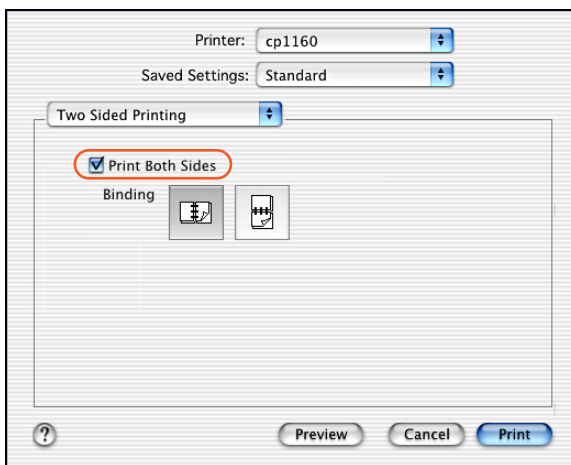 Printer: cp1160
Saved Settings: Standard
Two Sided Printing
Print Both Sides
Binding
? Preview Cancel Print